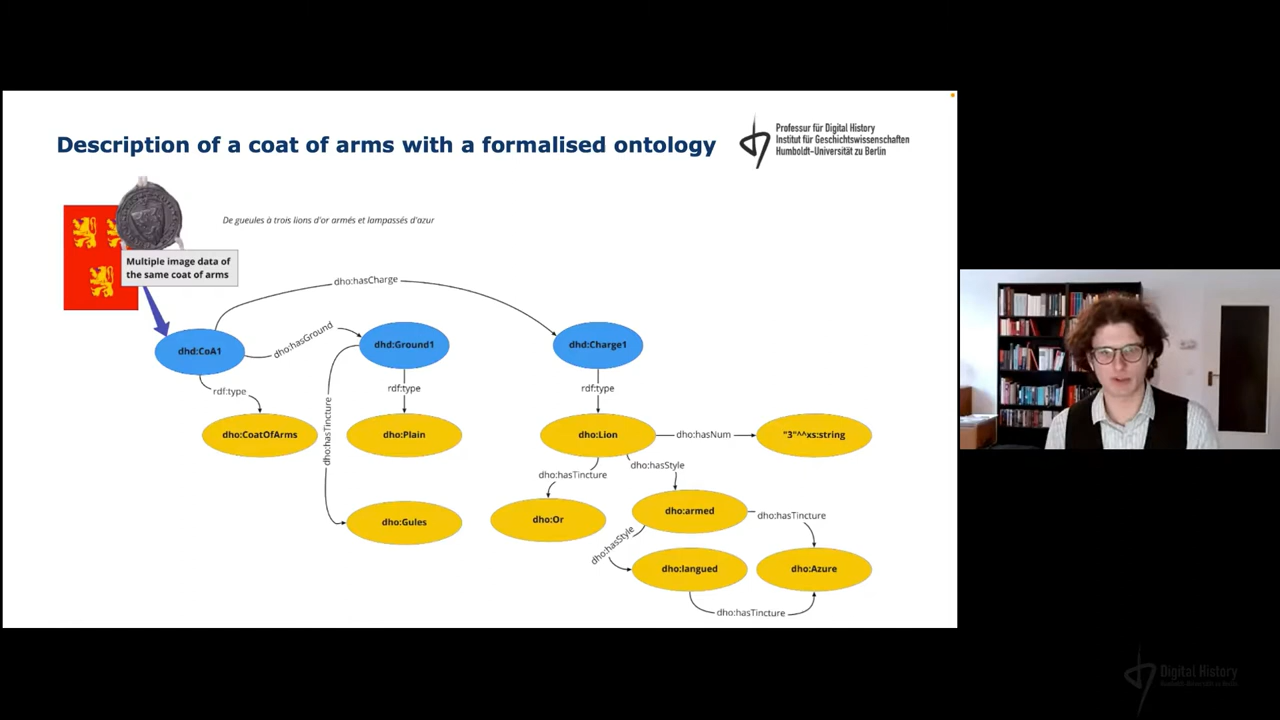 Description of a coat of arms with a formalised ontology
Professur für Digital History
Institut für Geschichtswissenschaften
Humboldt-Universität zu Berlin
De gueules à trois lions d'or armés et lampassés d'azur
Multiple image data of
the same coat of arms
dho:hasCharge
dhd:CoA1
dho:hasGround
dhd:Ground1
dhd:Charge1
rdf:type
rdf:type
rdf:type
dho:hasTincture
dho:CoatOfArms
dho:Plain
dho:Lion
dho:hasNum
"3"^^xs:string
dho:hasTincture
dho:hasStyle
dho:Gules
dho:Or
dho:armed
dho:hasTincture
dho:hasStyle
dho:langued
dho:Azure
dho:hasTincture
Digital History
Humboldt-Universität zu Berlin